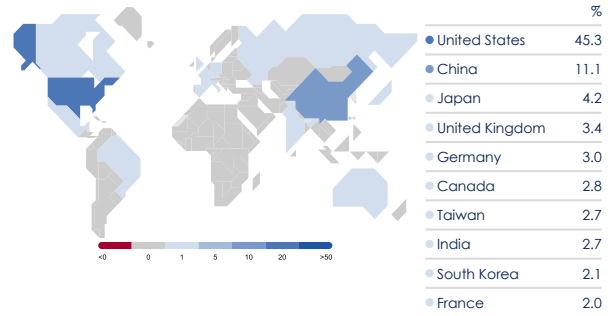 %
United States 45.3
China 11.1
Japan 4.2
United Kingdom 3.4
Germany 3.0
Canada 2.8
Taiwan 2.7
India 2.7
South Korea 2.1
France 2.0
<0 0 1 5 10 20 >50